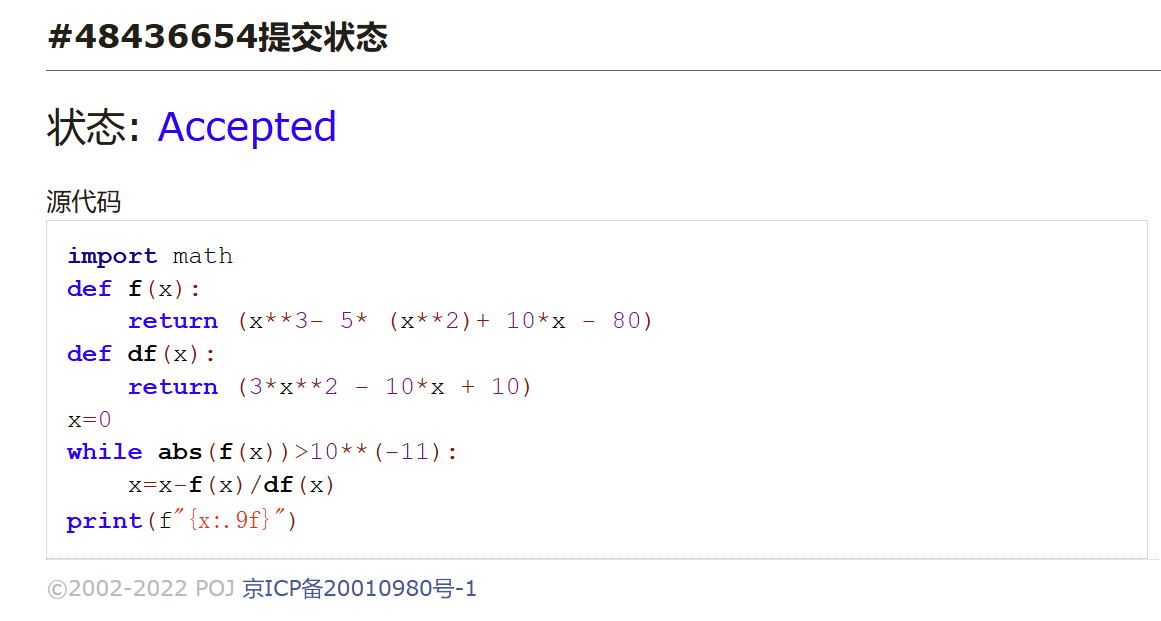 #48436654提交状态
状态: Accepted
源代码
import math
def f(x):
    return (x**3- 5* (x**2)+ 10*x - 80)
def df(x):
    return (3*x**2 - 10*x + 10)
x=0
while abs(f(x))>10**(-11):
    x=x-f(x)/df(x)
print(f"{x:.9f}")
©2002-2022 POJ 京ICP备20010980号-1